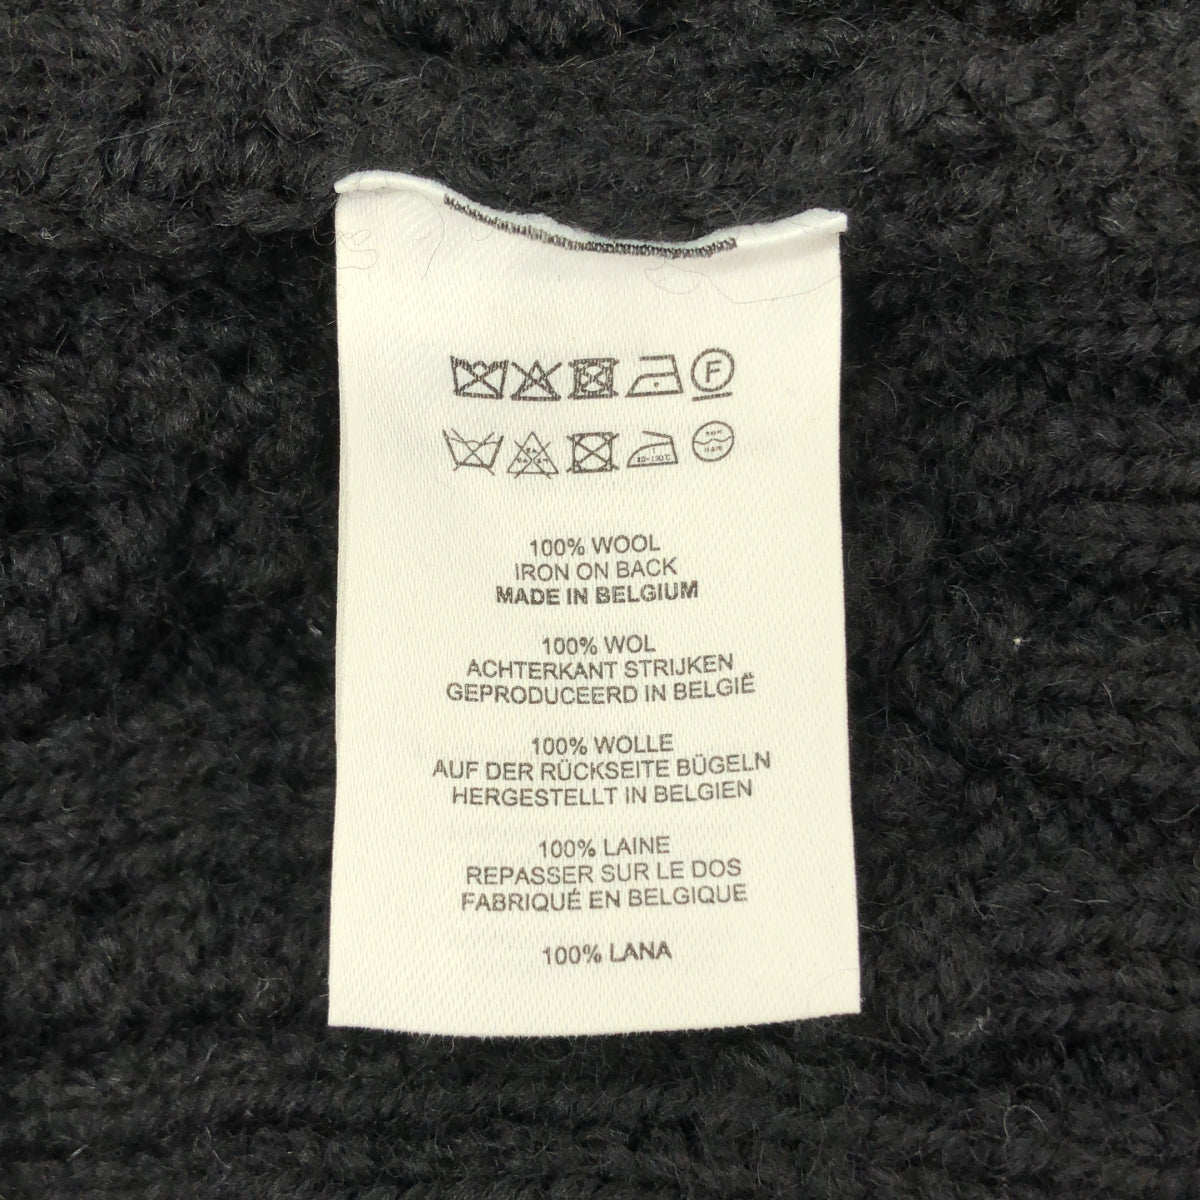 F
100% WOOL
IRON ON BACK
MADE IN BELGIUM
100% WOL
ACHTERKANT STRIJKEN
GEPRODUCEERD IN BELGIË
100% WOLLE
AUF DER RÜCKSEITE BÜGELN
HERGESTELLT IN BELGIEN
100% LAINE
REPASSER SUR LE DOS
FABRIQUÉ EN BELGIQUE
100% LANA